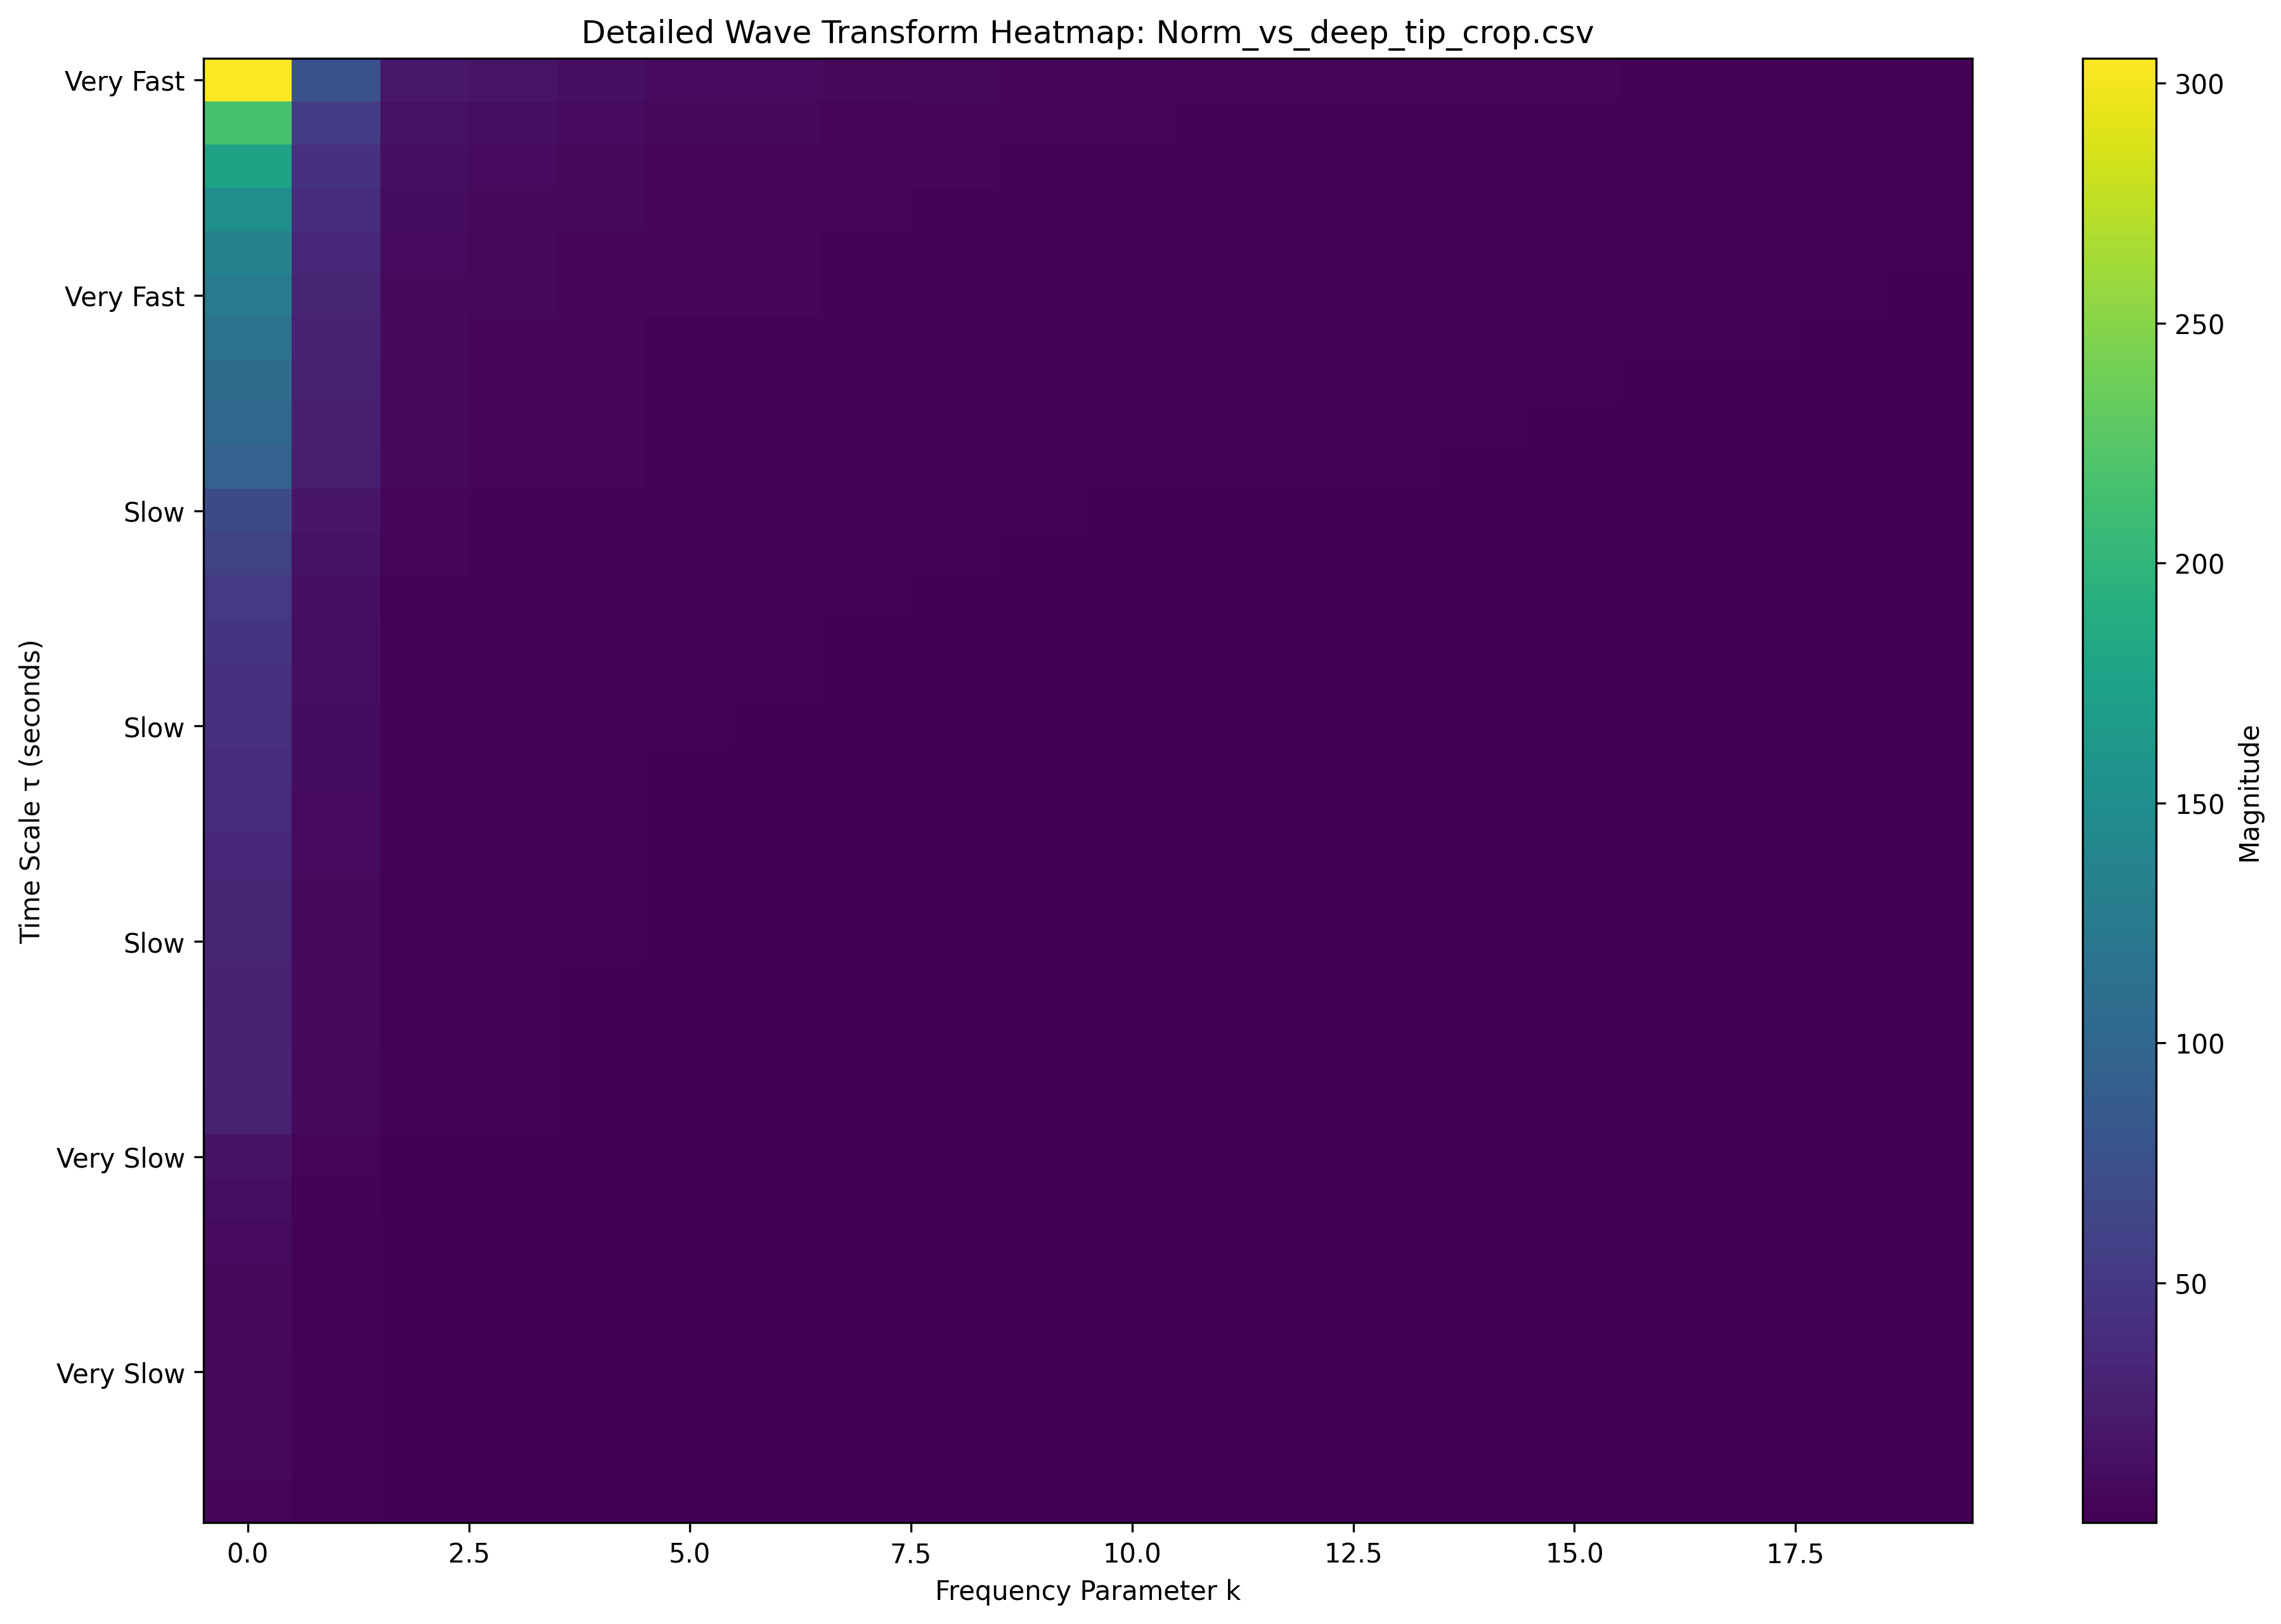 Detailed Wave Transform Heatmap: Norm_vs_deep_tip_crop.csv
Very Fast
Very Fast
Slow
Slow
Slow
Very Slow
Very Slow
Time Scale τ (seconds)
0.0 2.5 5.0 7.5 10.0 12.5 15.0 17.5
Frequency Parameter k
300
250
200
150
100
50
Magnitude